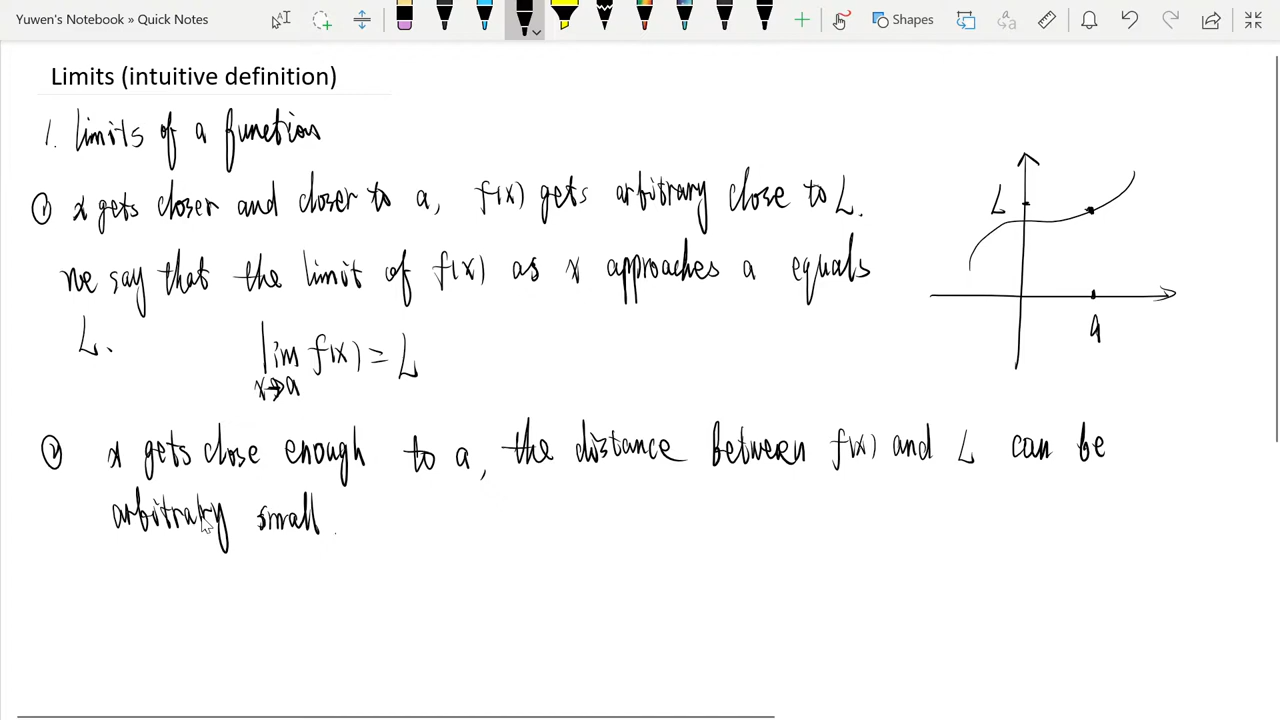 Yuwen's Notebook » Quick Notes
Shapes
Limits (intuitive definition)
1. Limits of a function
① x gets closer and closer to a, f(x) gets arbitrary close to L.
we say that the limit of f(x) as x approaches a equals
L.
lim f(x) = L
x→a
② x gets close enough to a, the distance between f(x) and L can be
arbitrary small.
L
a